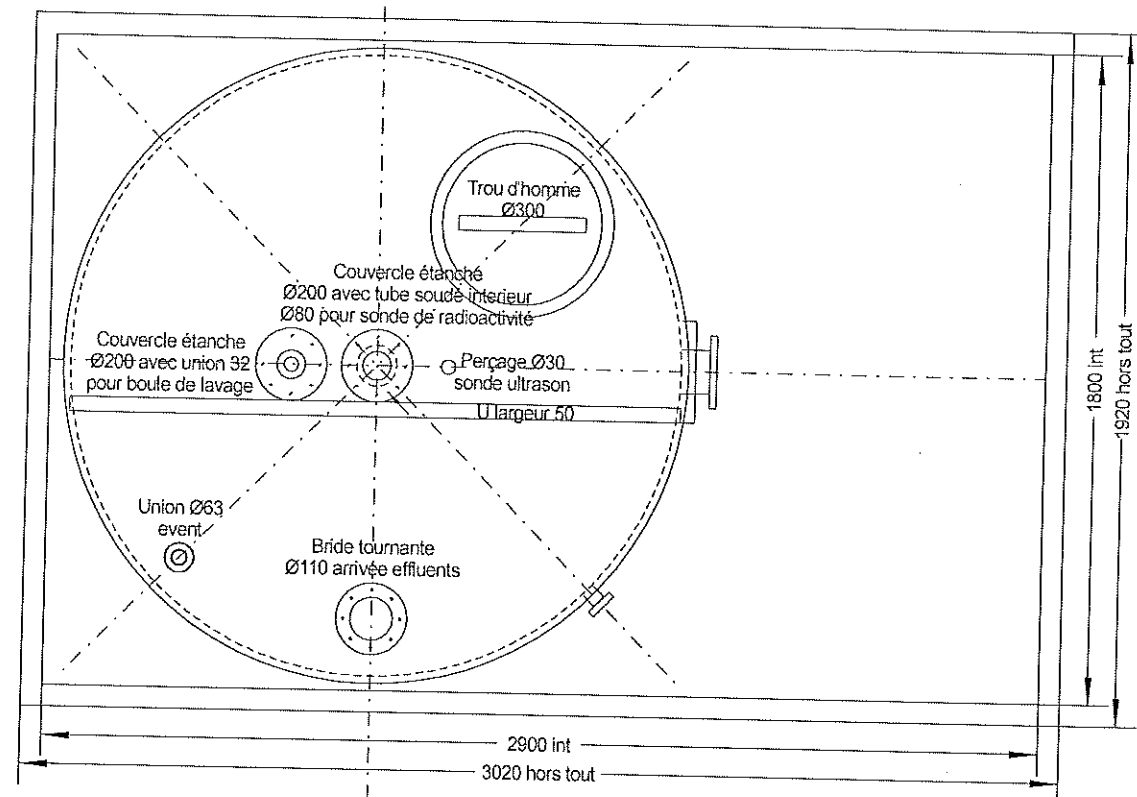 Trou d'homme
Ø300
Couvercle étanché
Ø200 avec tube soudé interieur
Ø80 pour sonde de radioactivité
Couvercle étanche
Ø200 avec union 32
pour boule de lavage
Perçage Ø30
sonde ultrason
U largeur 50
Union Ø63
event
Bride tournante
Ø110 arrivée effluents
1800 int
1920 hors tout
2900 int
3020 hors tout